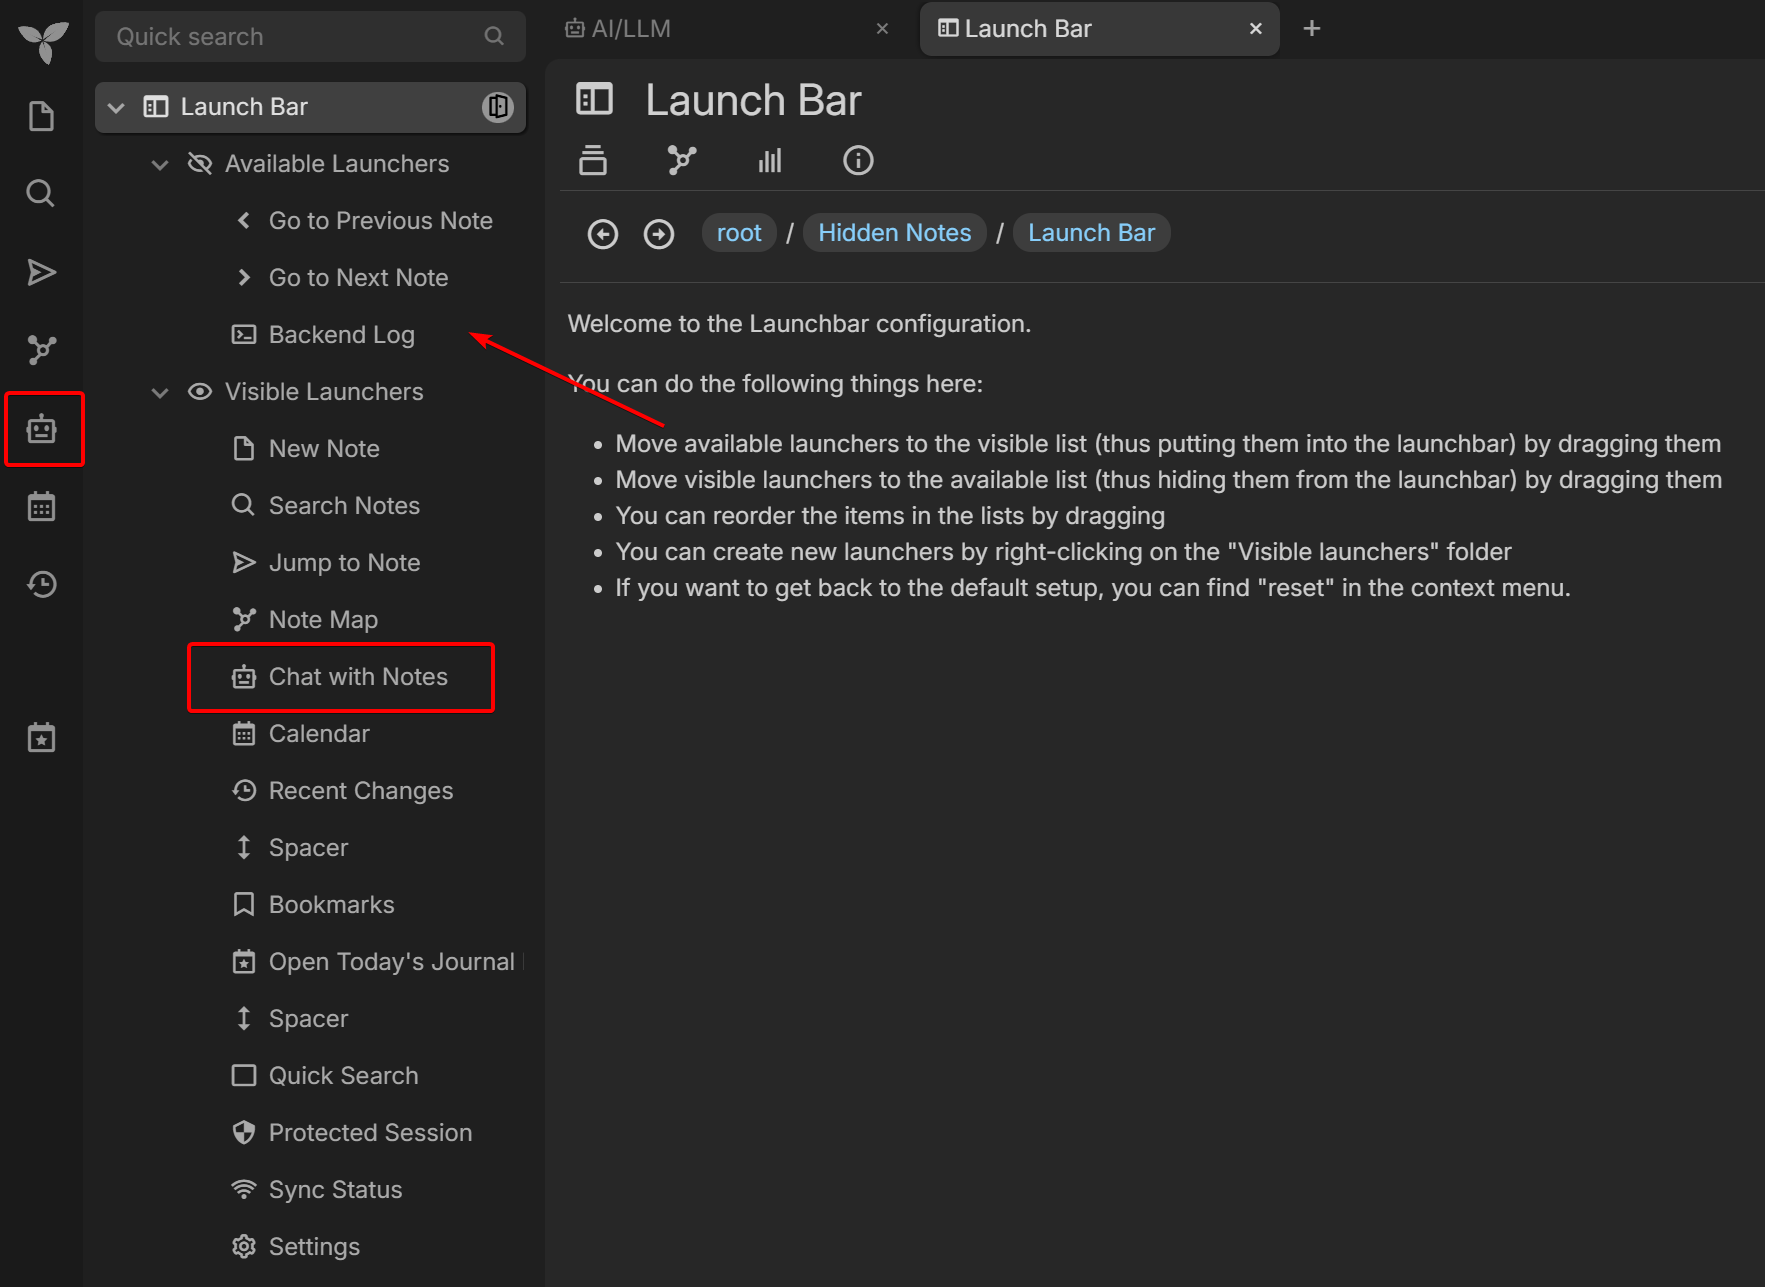 Quick search
AI/LLM
Launch Bar
Launch Bar
Available Launchers
Go to Previous Note
Go to Next Note
Backend Log
Visible Launchers
New Note
Search Notes
Jump to Note
Note Map
Chat with Notes
Calendar
Recent Changes
Spacer
Bookmarks
Open Today's Journal
Spacer
Quick Search
Protected Session
Sync Status
Settings
Launch Bar
root / Hidden Notes / Launch Bar
Welcome to the Launchbar configuration.
You can do the following things here:
• Move available launchers to the visible list (thus putting them into the launchbar) by dragging them
• Move visible launchers to the available list (thus hiding them from the launchbar) by dragging them
• You can reorder the items in the lists by dragging
• You can create new launchers by right-clicking on the "Visible launchers" folder
• If you want to get back to the default setup, you can find "reset" in the context menu.